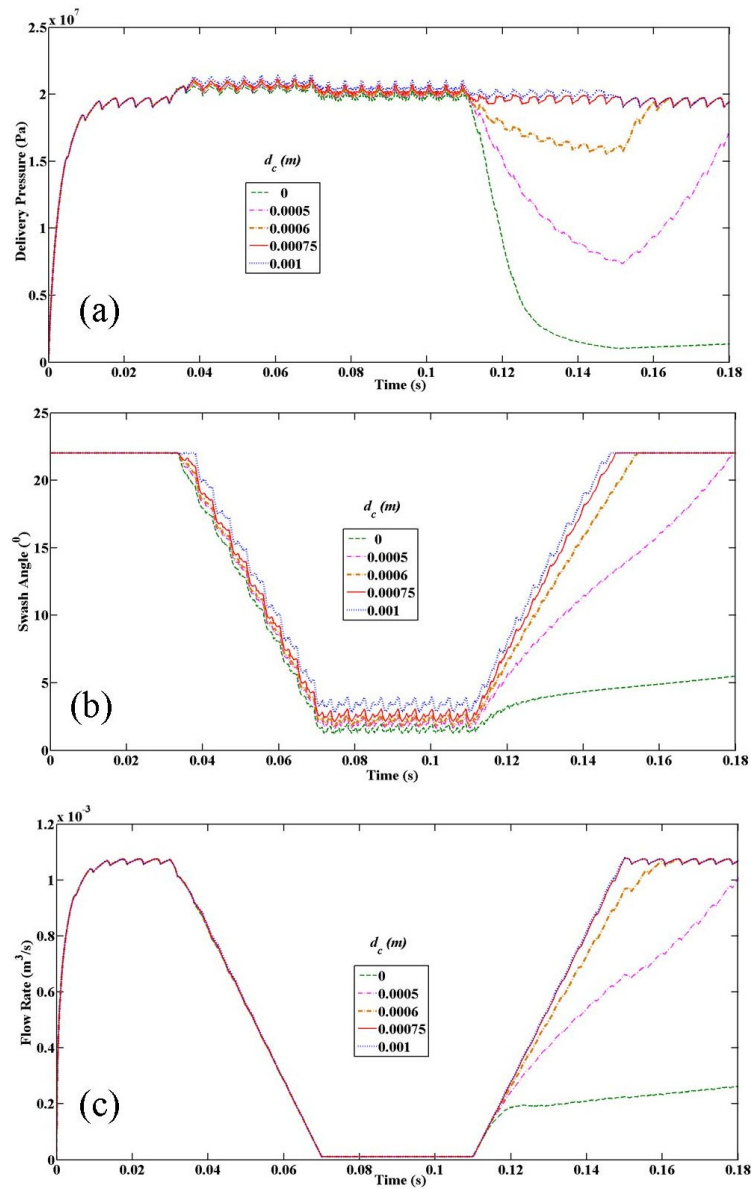 x 10^7
2.5
2
1.5
1
0.5
0
Delivery Pressure (Pa)
d_c (m)
0
0.0005
0.0006
0.00075
0.001
(a)
0 0.02 0.04 0.06 0.08 0.1 0.12 0.14 0.16 0.18
Time (s)
25
20
15
10
5
0
Swash Angle (^0)
d_c (m)
0
0.0005
0.0006
0.00075
0.001
(b)
0 0.02 0.04 0.06 0.08 0.1 0.12 0.14 0.16 0.18
Time (s)
x 10^-3
1.2
1
0.8
0.6
0.4
0.2
0
Flow Rate (m^3/s)
d_c (m)
0
0.0005
0.0006
0.00075
0.001
(c)
0 0.02 0.04 0.06 0.08 0.1 0.12 0.14 0.16 0.18
Time (s)